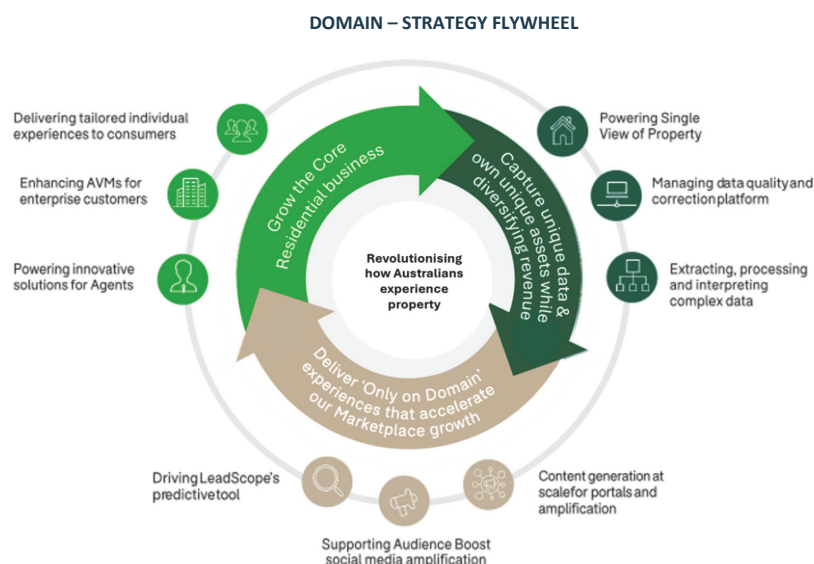 DOMAIN – STRATEGY FLYWHEEL
Delivering tailored individual
experiences to consumers
Enhancing AVMs for
enterprise customers
Powering innovative
solutions for Agents
Grow the Core
Residential business
Capture unique data &
own unique assets while
diversifying revenue
Revolutionising
how Australians
experience
property
Deliver 'Only on Domain'
experiences that accelerate
our Marketplace growth
Powering Single
View of Property
Managing data quality and
correction platform
Extracting, processing
and interpreting
complex data
Driving LeadScope's
predictive tool
Supporting Audience Boost
social media amplification
Content generation at
scalefor portals and
amplification